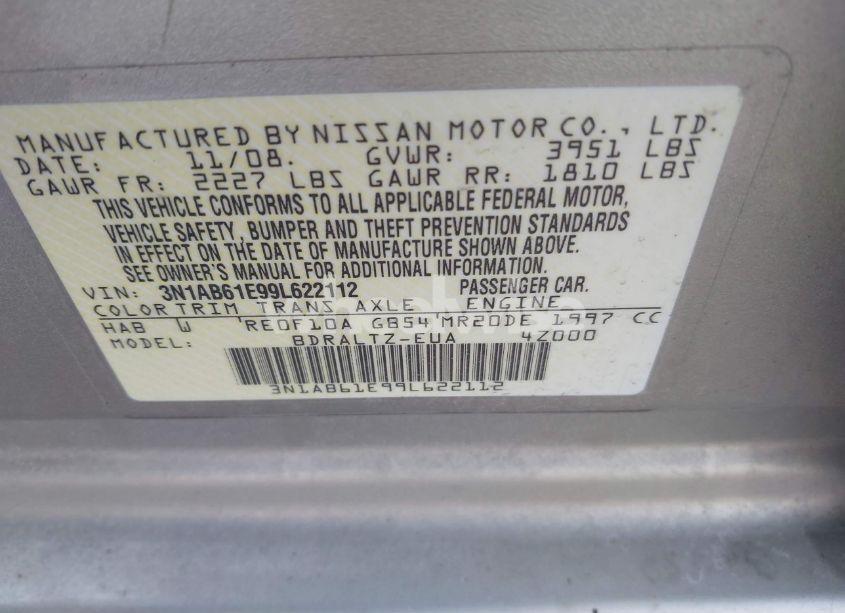 MANUFACTURED BY NISSAN MOTOR CO., LTD.
DATE: 11/08. GVWR: 3951 LBS
GAWR FR: 2227 LBS GAWR RR: 1810 LBS
THIS VEHICLE CONFORMS TO ALL APPLICABLE FEDERAL MOTOR,
VEHICLE SAFETY, BUMPER AND THEFT PREVENTION STANDARDS
IN EFFECT ON THE DATE OF MANUFACTURE SHOWN ABOVE.
SEE OWNER'S MANUAL FOR ADDITIONAL INFORMATION.
VIN: 3N1AB61E99L622112 PASSENGER CAR.
COLOR TRIM TRANS AXLE ENGINE
HAB W RE0F10A GB54 MR20DE 1997 CC
MODEL: BDRALTZ-EUA 4Z000
3N1AB61E99L622112